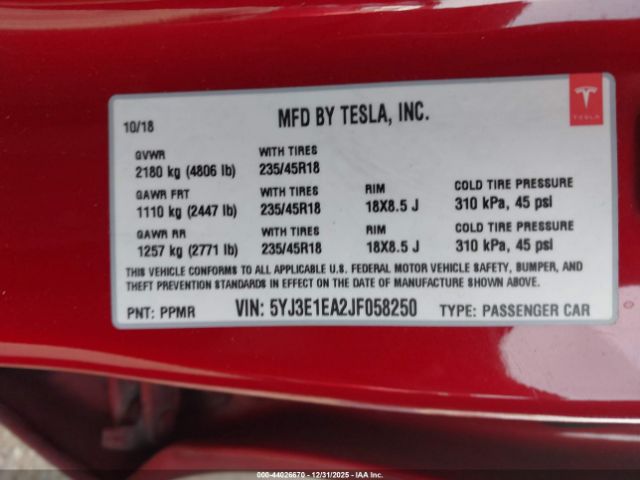 10/18
MFD BY TESLA, INC.
TESLA
GVWR
2180 kg (4806 lb)
WITH TIRES
235/45R18
GAWR FRT
1110 kg (2447 lb)
WITH TIRES
235/45R18
RIM
18X8.5 J
COLD TIRE PRESSURE
310 kPa, 45 psi
GAWR RR
1257 kg (2771 lb)
WITH TIRES
235/45R18
RIM
18X8.5 J
COLD TIRE PRESSURE
310 kPa, 45 psi
THIS VEHICLE CONFORMS TO ALL APPLICABLE U.S. FEDERAL MOTOR VEHICLE SAFETY, BUMPER, AND
THEFT PREVENTION STANDARDS IN EFFECT ON THE DATE OF MANUFACTURE SHOWN ABOVE.
PNT: PPMR
VIN: 5YJ3E1EA2JF058250
TYPE: PASSENGER CAR
000-44026670 - 12/31/2025 - IAA Inc.